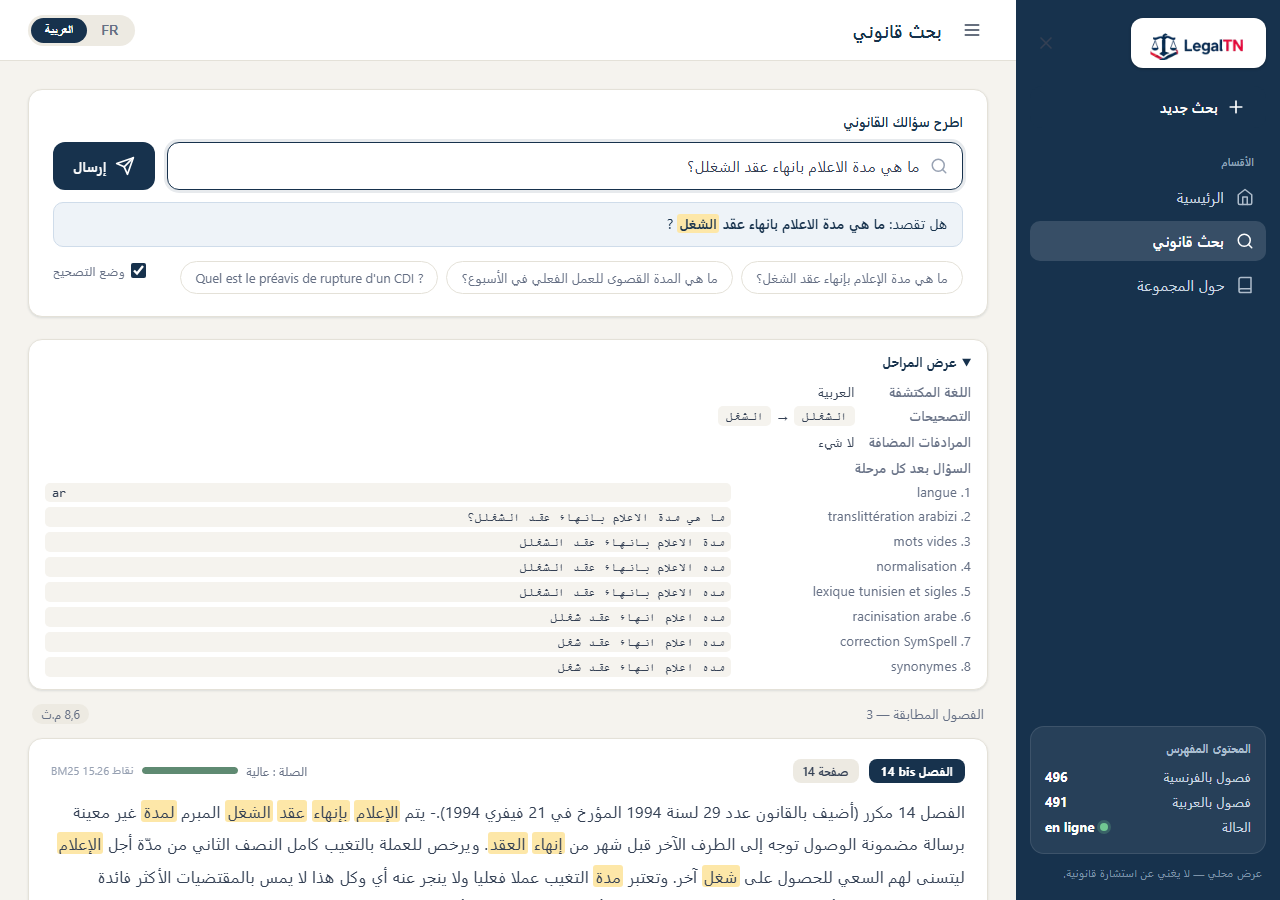 LegalTN
بحث جديد
الأقسام
الرئيسية
بحث قانوني
حول المجموعة
المحتوى المفهرس
فصول بالفرنسية 496
فصول بالعربية 491
الحالة en ligne
عرض محلي — لا يغني عن استشارة قانونية.
بحث قانوني
FR العربية
اطرح سؤالك القانوني
ما هي مدة الاعلام بانهاء عقد الشغلل؟
إرسال
هل تقصد: ما هي مدة الاعلام بانهاء عقد الشغل ?
ما هي مدة الإعلام بإنهاء عقد الشغل؟
ما هي المدة القصوى للعمل الفعلي في الأسبوع؟
Quel est le préavis de rupture d'un CDI ?
وضع التصحيح
▼ عرض المراحل
اللغة المكتشفة العربية
التصحيحات الشغلل → الشغل
المرادفات المضافة لا شيء
السؤال بعد كل مرحلة
1. langue ar
2. translittération arabizi ما هي مدة الاعلام بانهاء عقد الشغلل؟
3. mots vides مدة الاعلام بانهاء عقد الشغلل
4. normalisation مده الاعلام بانهاء عقد الشغلل
5. lexique tunisien et sigles مده الاعلام بانهاء عقد الشغلل
6. racinisation arabe مده اعلام انهاء عقد شغلل
7. correction SymSpell مده اعلام انهاء عقد شغل
8. synonymes مده اعلام انهاء عقد شغل
الفصول المطابقة — 3
8,6 م.ث
الفصل 14 bis
صفحة 14
الصلة : عالية
نقاط BM25 15.26
الفصل 14 مكرر (أضيف بالقانون عدد 29 لسنة 1994 المؤرخ في 21 فيفري 1994).- يتم الإعلام بإنهاء عقد الشغل المبرم لمدة غير معينة
برسالة مضمونة الوصول توجه إلى الطرف الآخر قبل شهر من إنهاء العقد. ويرخص للعملة بالتغيب كامل النصف الثاني من مدّة أجل الإعلام
ليتسنى لهم السعي للحصول على شغل آخر. وتعتبر مدة التغيب عملا فعليا ولا ينجر عنه أي وكل هذا لا يمس بالمقتضيات الأكثر فائدة